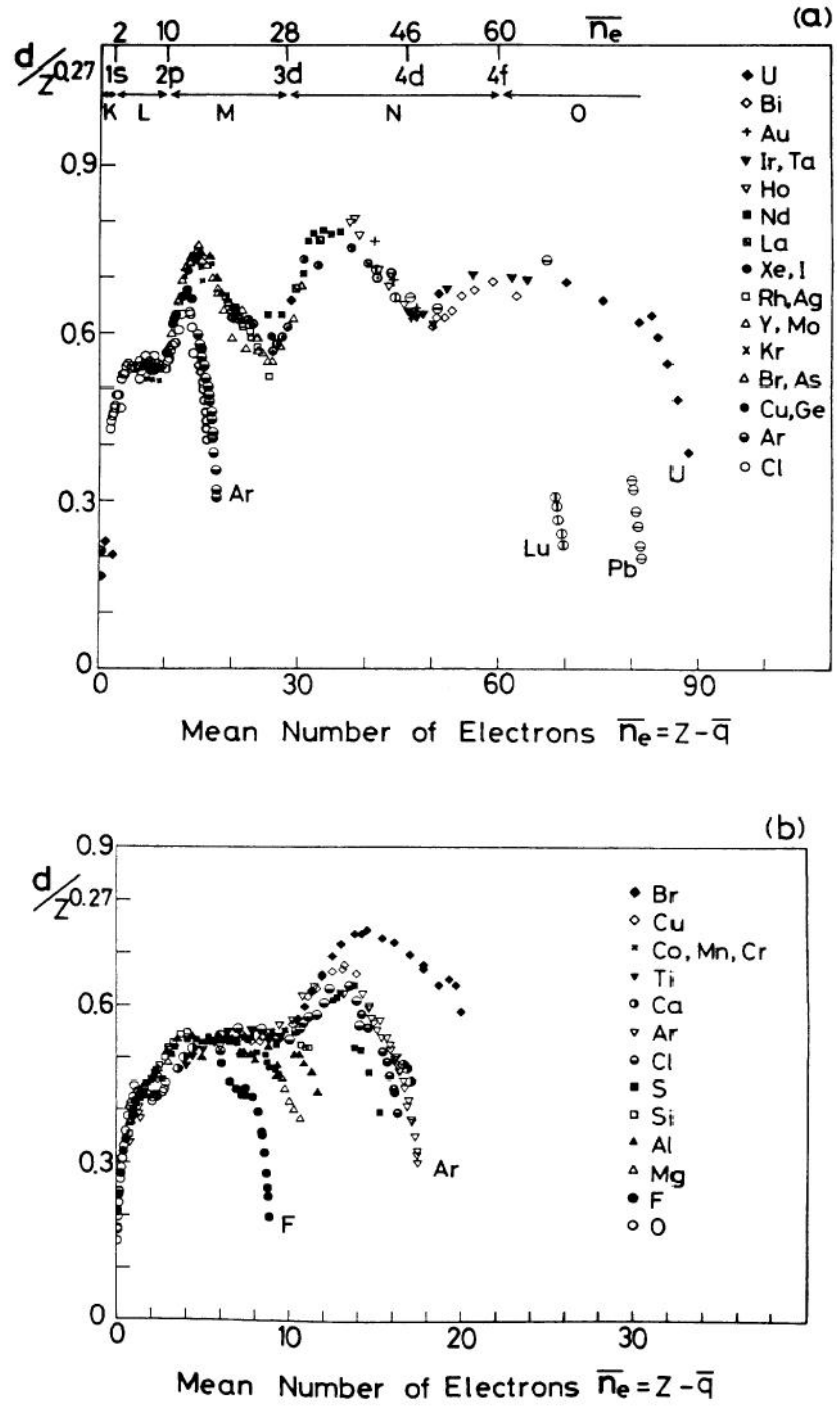 (a)
2 10 28 46 60 n̅e̅
d/Z^0.27
1s 2p 3d 4d 4f
K L M N O
0.9
0.6
0.3
0
U
Bi
Au
Ir, Ta
Ho
Nd
La
Xe, I
Rh,Ag
Y, Mo
Kr
Br, As
Cu,Ge
Ar
Cl
Ar
Lu
Pb
U
0 30 60 90
Mean Number of Electrons n̅e̅ = Z - q̅
(b)
0.9
d/Z^0.27
0.6
0.3
0
Br
Cu
Co, Mn, Cr
Ti
Ca
Ar
Cl
S
Si
Al
Mg
F
O
F
Ar
0 10 20 30
Mean Number of Electrons n̅e̅ = Z - q̅